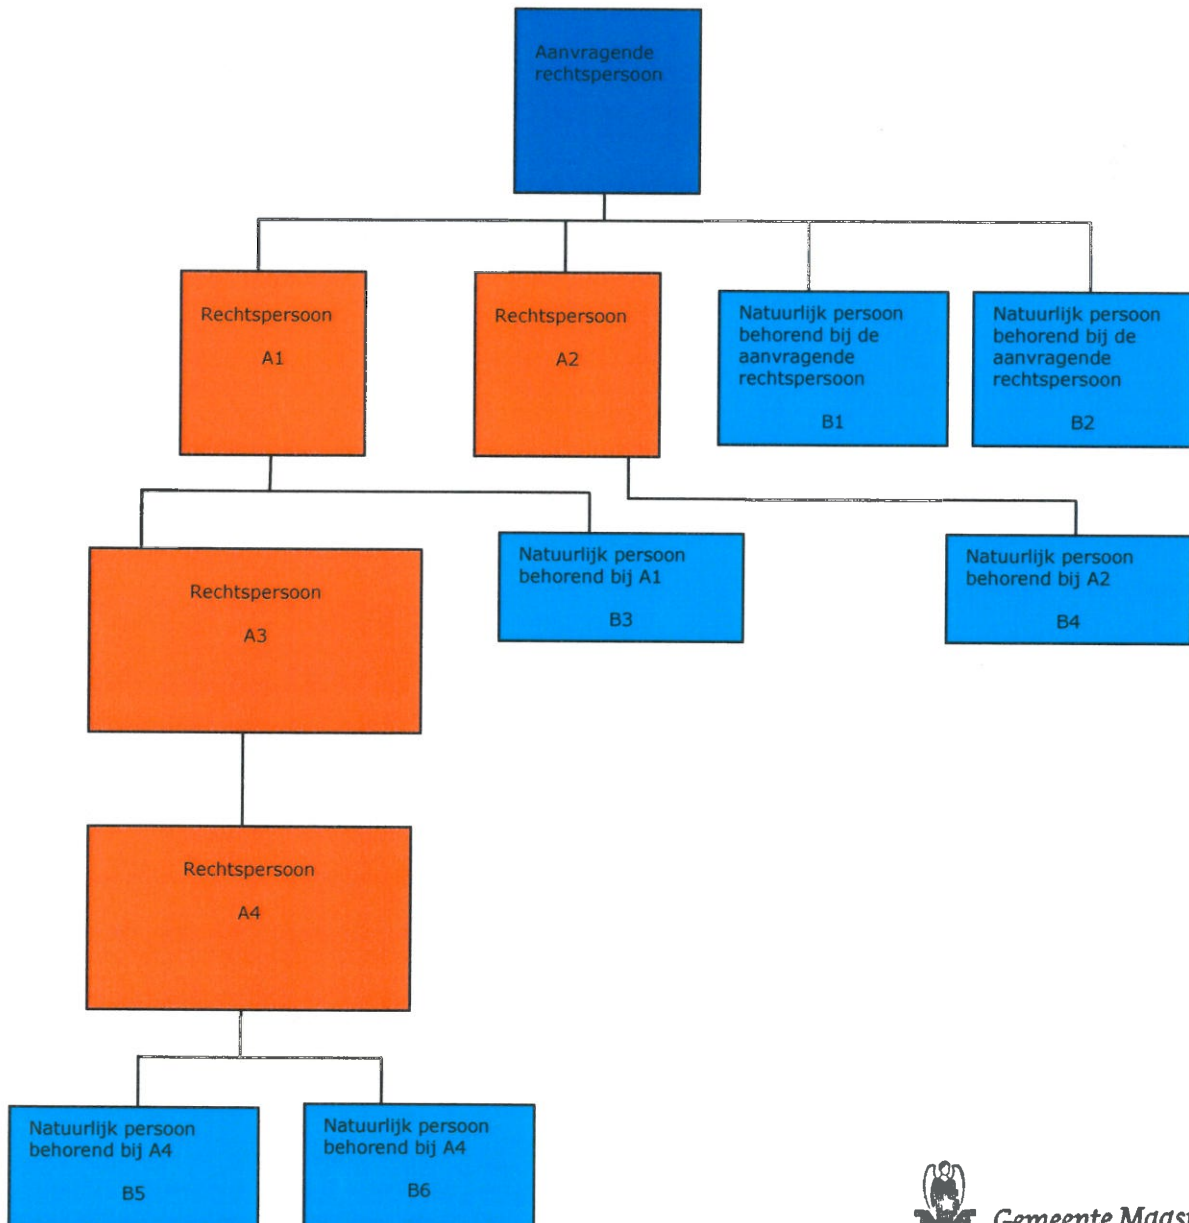 Aanvragende
rechtspersoon
Rechtspersoon
A1
Rechtspersoon
A2
Natuurlijk persoon
behorend bij de
aanvragende
rechtspersoon
B1
Natuurlijk persoon
behorend bij de
aanvragende
rechtspersoon
B2
Rechtspersoon
A3
Natuurlijk persoon
behorend bij A1
B3
Natuurlijk persoon
behorend bij A2
B4
Rechtspersoon
A4
Natuurlijk persoon
behorend bij A4
B5
Natuurlijk persoon
behorend bij A4
B6
Gemeente